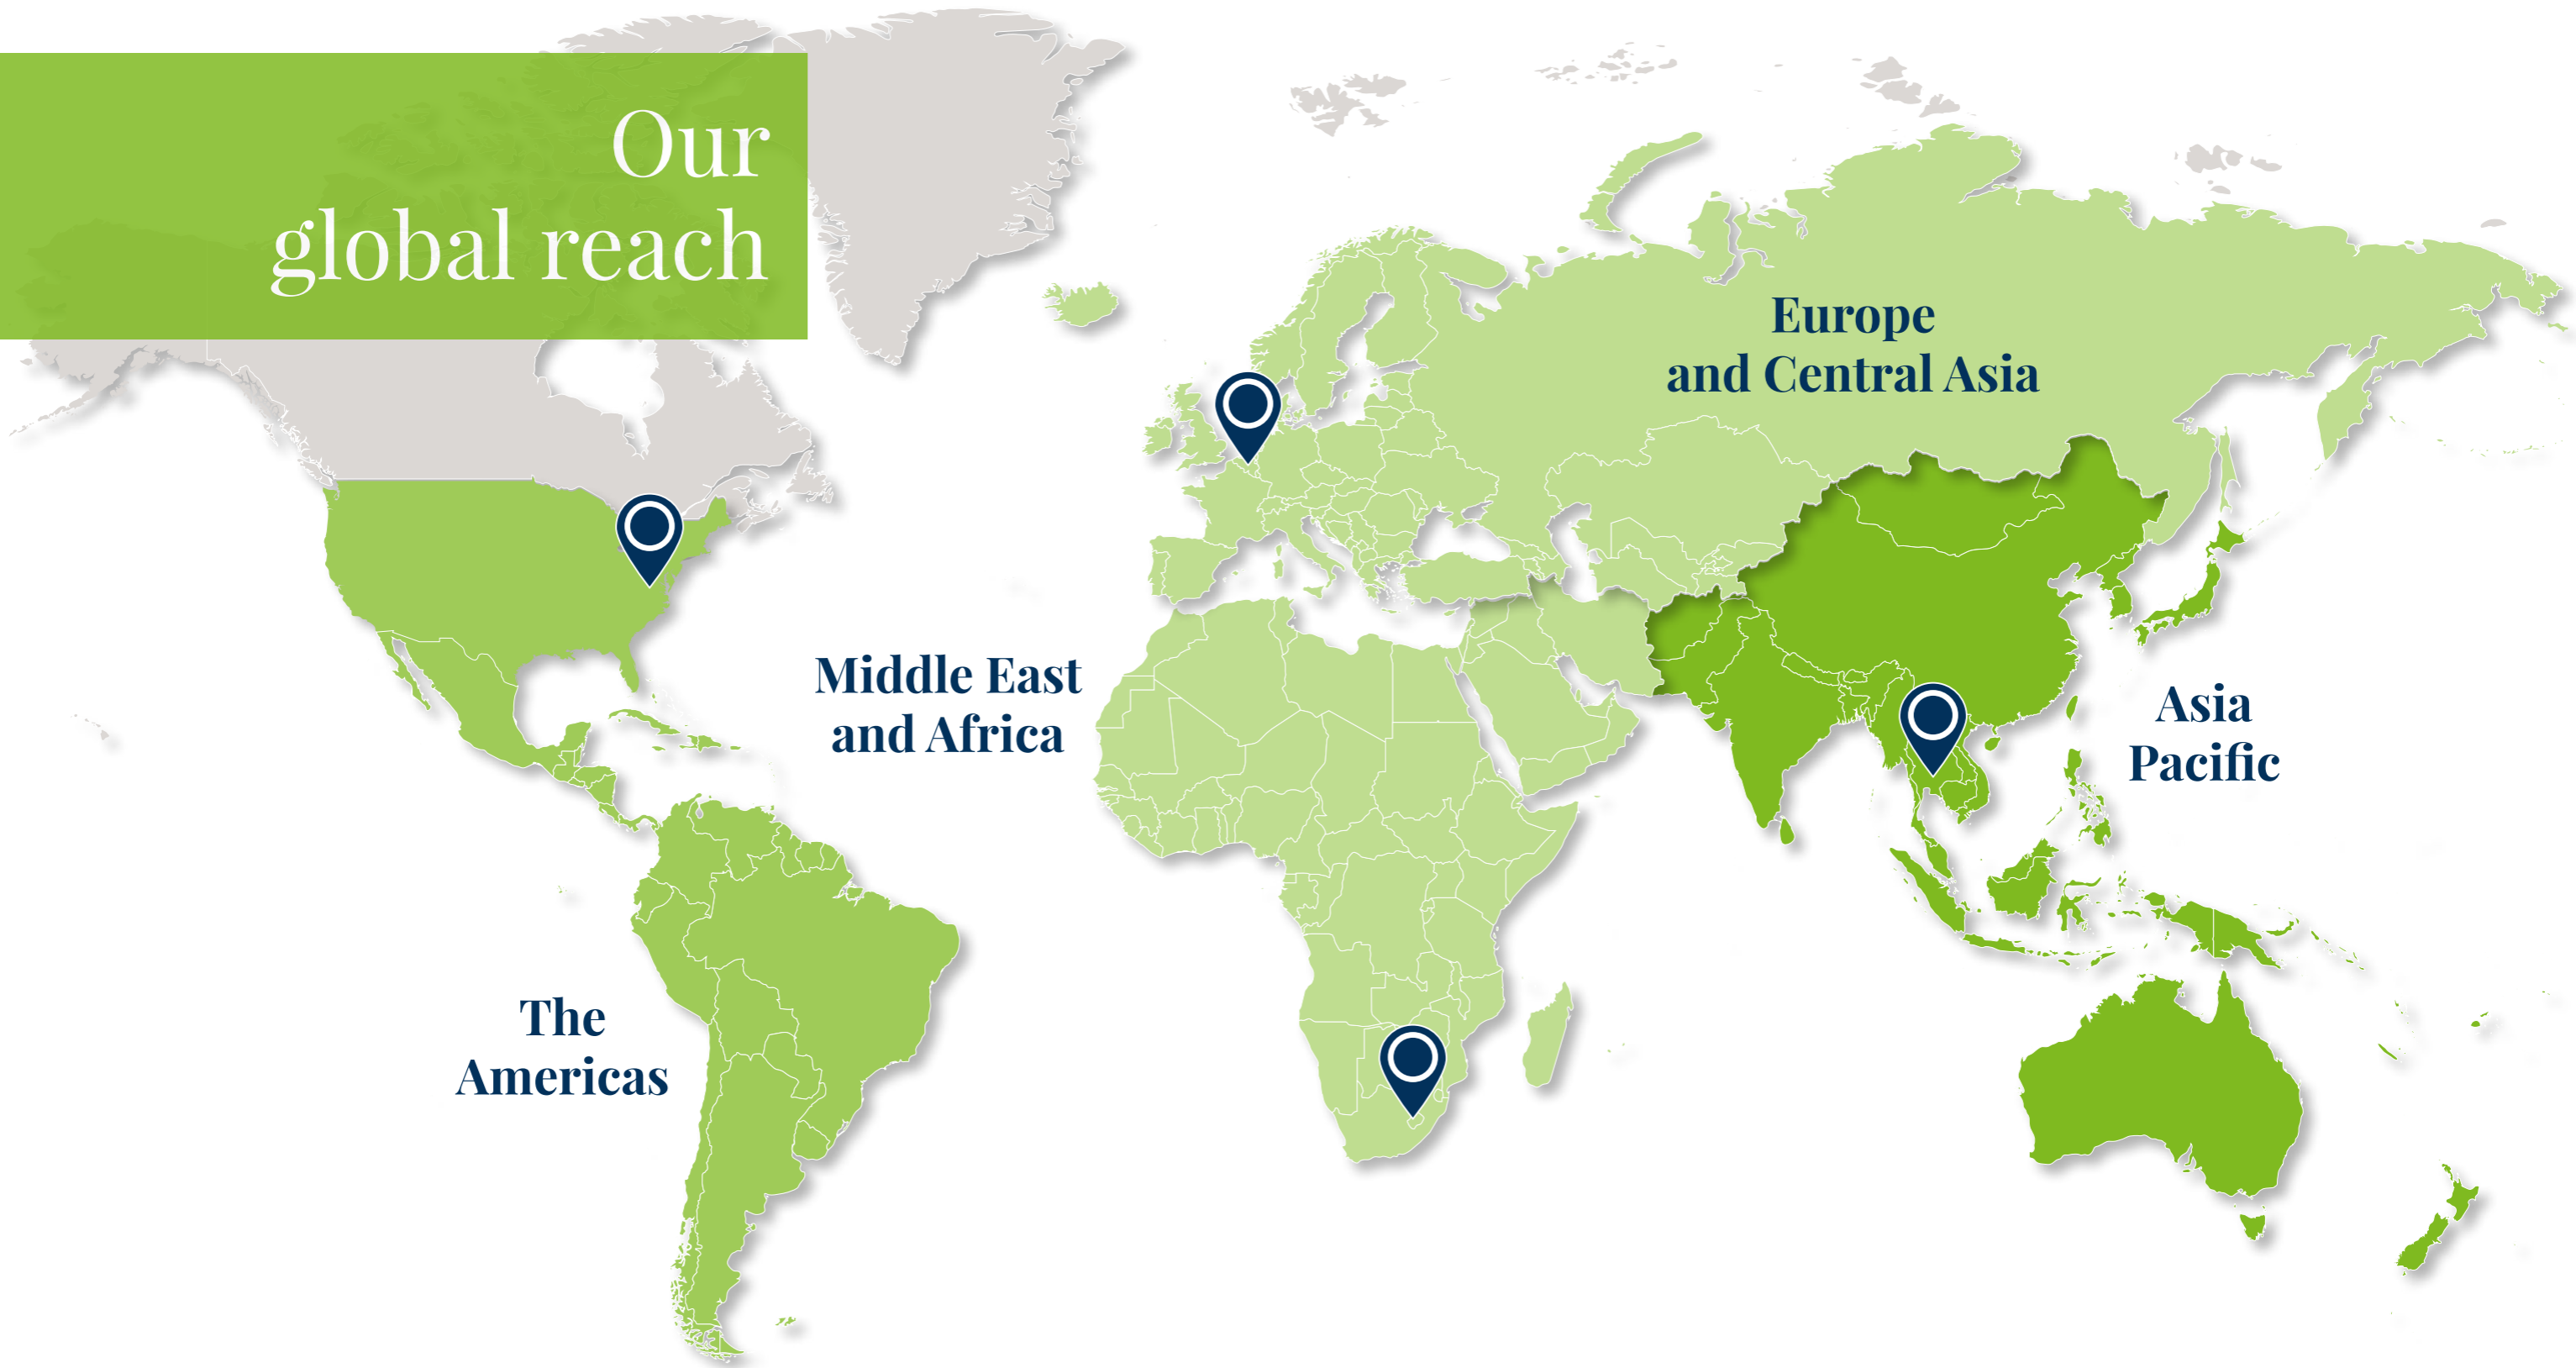 Our
global reach
Europe
and Central Asia
Middle East
and Africa
Asia
Pacific
The
Americas